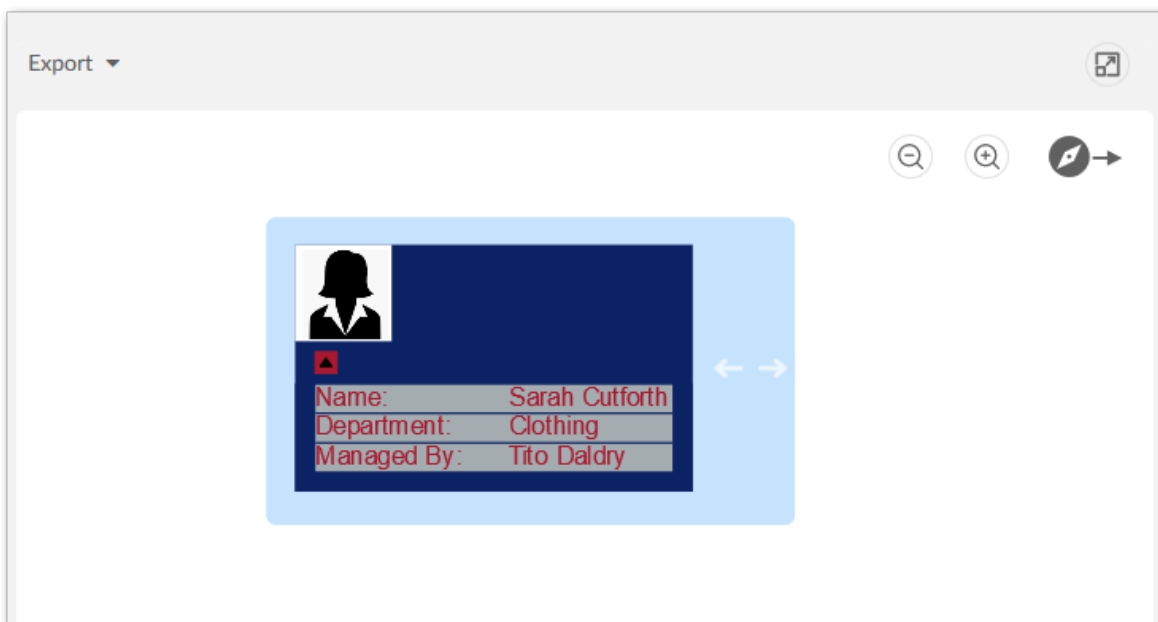 Export
Name: Sarah Cutforth
Department: Clothing
Managed By: Tito Daldry